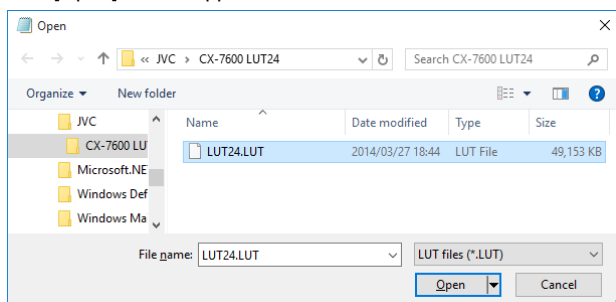 Open
« JVC > CX-7600 LUT24
Search CX-7600 LUT24
Organize
New folder
Name
Date modified
Type
Size
JVC
CX-7600 LU
LUT24.LUT
2014/03/27 18:44
LUT File
49,153 KB
Microsoft.NE
Windows Def
Windows Ma
File name:
LUT24.LUT
LUT files (*.LUT)
Open
Cancel